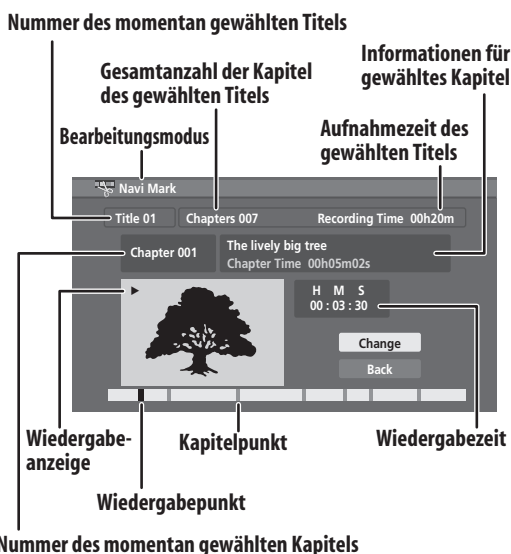 Nummer des momentan gewählten Titels
Informationen für
gewähltes Kapitel
Gesamtanzahl der Kapitel
des gewählten Titels
Aufnahmezeit des
gewählten Titels
Bearbeitungsmodus
Navi Mark
Title 01 Chapters 007 Recording Time 00h20m
Chapter 001
The lively big tree
Chapter Time 00h05m02s
H M S
00 : 03 : 30
Change
Back
Wiedergabe-
anzeige
Kapitelpunkt
Wiedergabezeit
Wiedergabepunkt
Nummer des momentan gewählten Kapitels